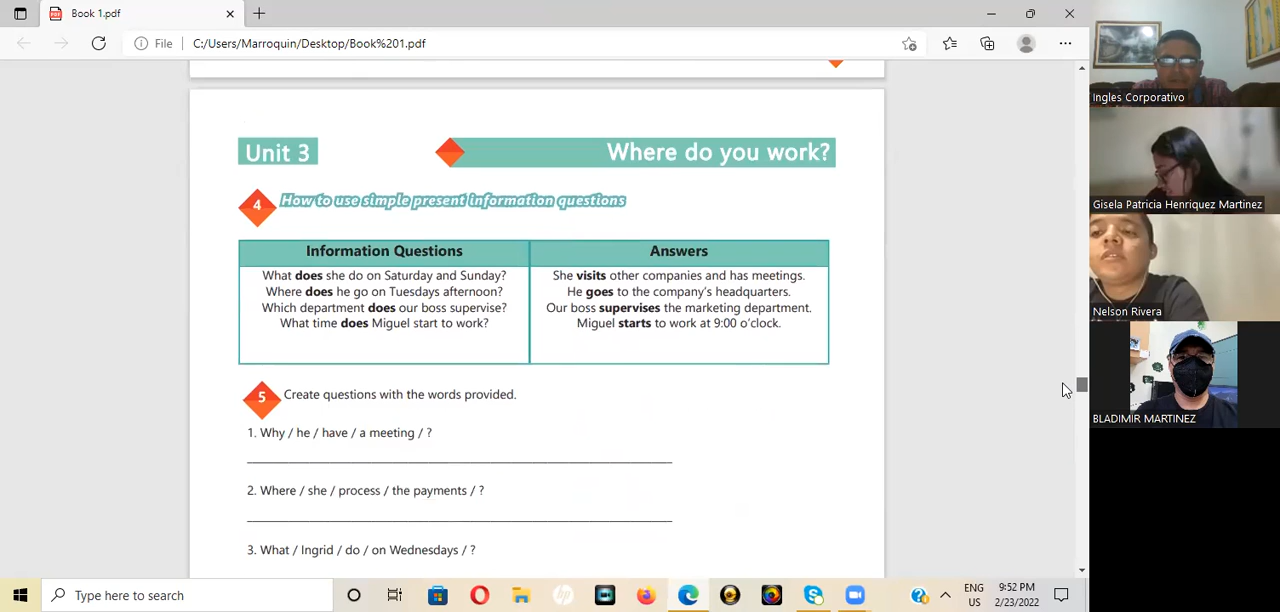 Book 1.pdf
File
C:/Users/Marroquin/Desktop/Book%201.pdf
Unit 3
Where do you work?
4
How to use simple present information questions
Information Questions
Answers
What does she do on Saturday and Sunday?
Where does he go on Tuesdays afternoon?
Which department does our boss supervise?
What time does Miguel start to work?
She visits other companies and has meetings.
He goes to the company's headquarters.
Our boss supervises the marketing department.
Miguel starts to work at 9:00 o'clock.
5
Create questions with the words provided.
1. Why / he / have / a meeting / ?
2. Where / she / process / the payments / ?
3. What / Ingrid / do / on Wednesdays / ?
Ingles Corporativo
Gisela Patricia Henriquez Martinez
Nelson Rivera
BLADIMIR MARTINEZ
Type here to search
ENG
US
9:52 PM
2/23/2022